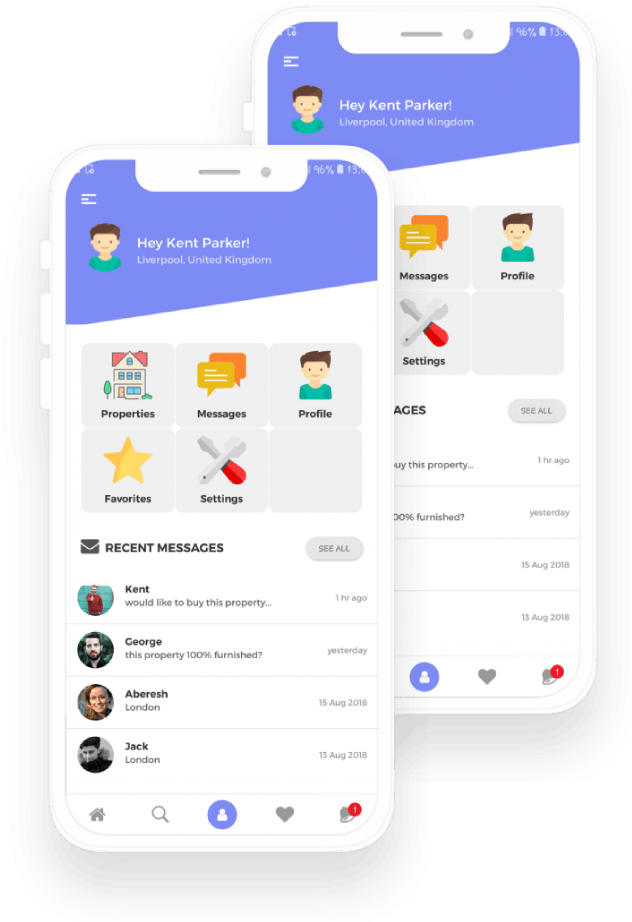 96% 13:0
Hey Kent Parker!
Liverpool, United Kingdom
Messages
Profile
Settings
AGES
SEE ALL
buy this property...
1 hr ago
00% furnished?
yesterday
15 Aug 2018
13 Aug 2018
1
96%
Hey Kent Parker!
Liverpool, United Kingdom
Properties
Messages
Profile
Favorites
Settings
RECENT MESSAGES
SEE ALL
Kent
would like to buy this property...
1 hr ago
George
this property 100% furnished?
yesterday
Aberesh
London
15 Aug 2018
Jack
London
13 Aug 2018
1